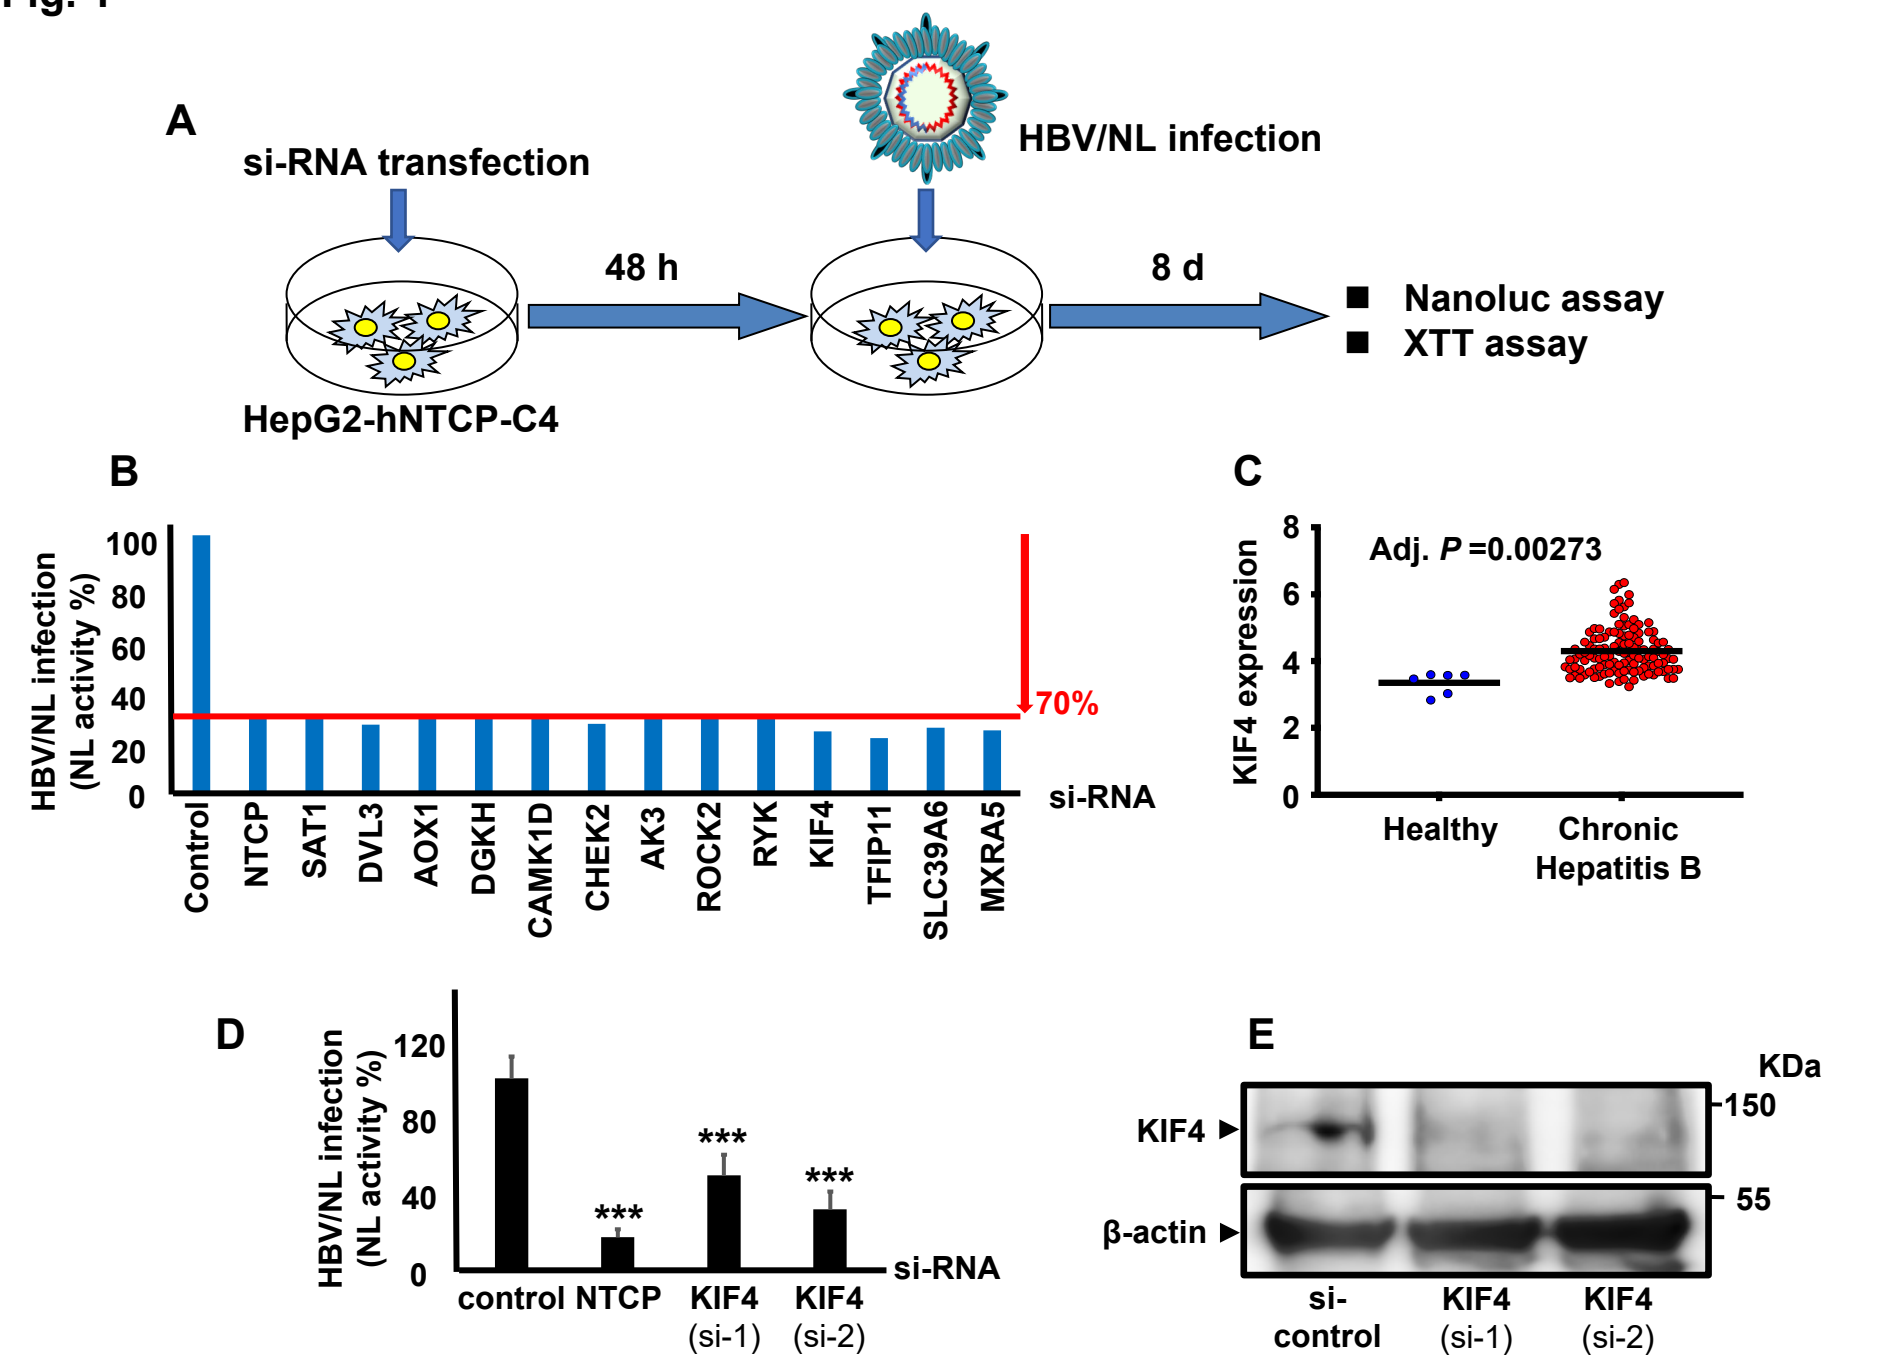 A
si-RNA transfection
HBV/NL infection
48 h
8 d
■ Nanoluc assay
■ XTT assay
HepG2-hNTCP-C4
B
HBV/NL infection
(NL activity %)
100
80
60
40
20
0
70%
si-RNA
Control
NTCP
SAT1
DVL3
AOX1
DGKH
CAMK1D
CHEK2
AK3
ROCK2
RYK
KIF4
TFIP11
SLC39A6
MXRA5
C
KIF4 expression
8
6
4
2
0
Adj. P =0.00273
Healthy
Chronic
Hepatitis B
D
HBV/NL infection
(NL activity %)
120
80
40
0
***
***
***
si-RNA
control NTCP KIF4 KIF4
(si-1) (si-2)
E
KDa
150
KIF4
55
β-actin
si- KIF4 KIF4
control (si-1) (si-2)